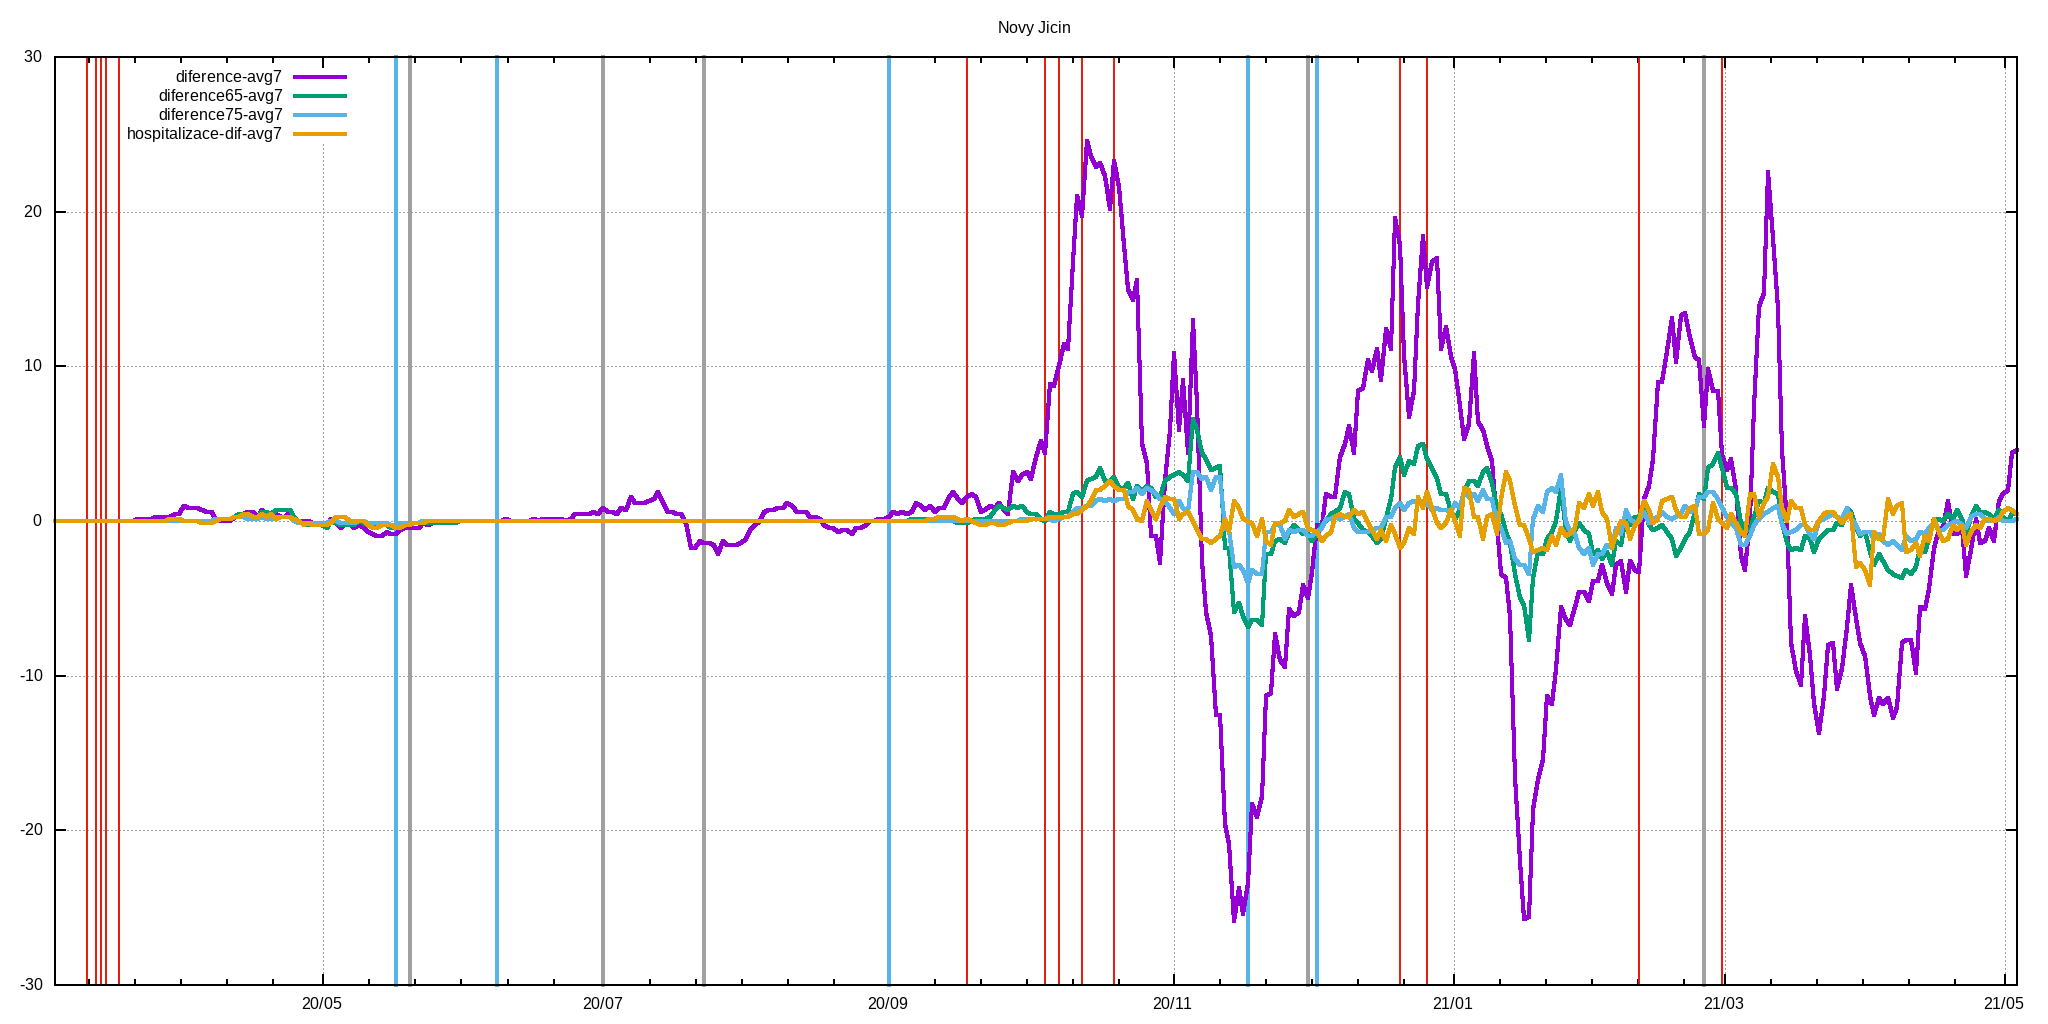 Novy Jicin
30
diference-avg7
diference65-avg7
diference75-avg7
hospitalizace-dif-avg7
20
10
0
-10
-20
-30
20/05 20/07 20/09 20/11 21/01 21/03 21/05